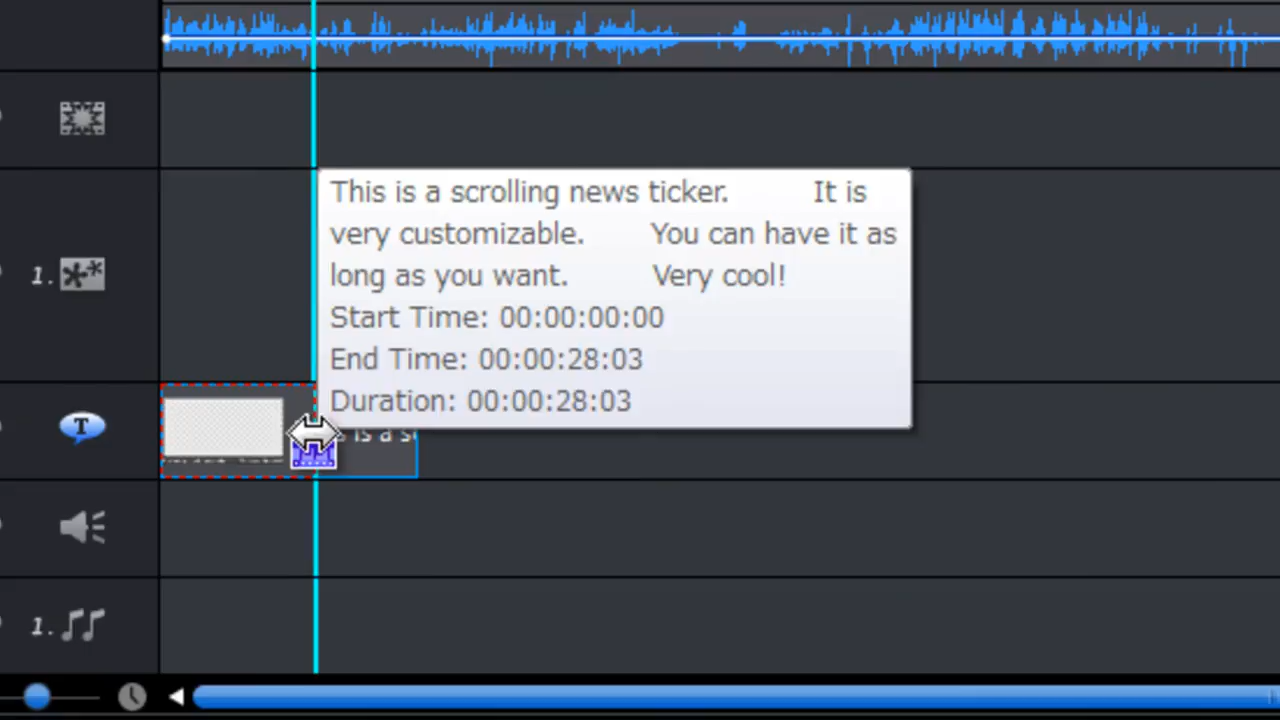 This is a scrolling news ticker. It is
very customizable. You can have it as
long as you want. Very cool!
Start Time: 00:00:00:00
End Time: 00:00:28:03
Duration: 00:00:28:03
1.
T
is a
1.